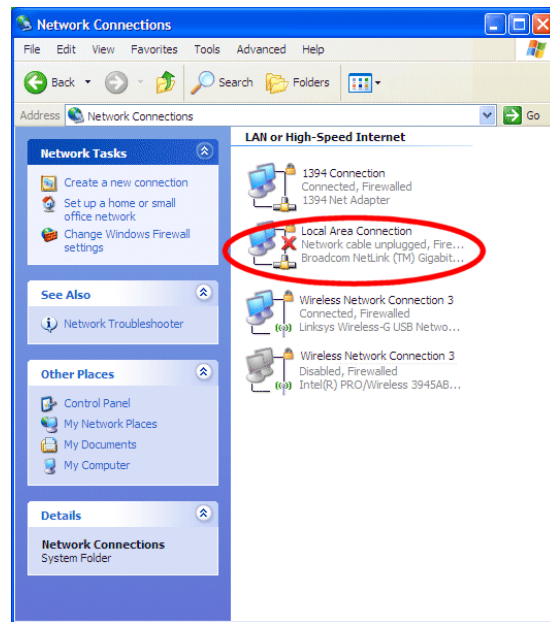 Network Connections
File Edit View Favorites Tools Advanced Help
Back Search Folders
Address Network Connections Go
Network Tasks
Create a new connection
Set up a home or small
office network
Change Windows Firewall
settings
See Also
Network Troubleshooter
Other Places
Control Panel
My Network Places
My Documents
My Computer
Details
Network Connections
System Folder
LAN or High-Speed Internet
1394 Connection
Connected, Firewalled
1394 Net Adapter
Local Area Connection
Network cable unplugged, Fire...
Broadcom NetLink (TM) Gigabit...
Wireless Network Connection 3
Connected, Firewalled
Linksys Wireless-G USB Netwo...
Wireless Network Connection 3
Disabled, Firewalled
Intel(R) PRO/Wireless 3945AB...